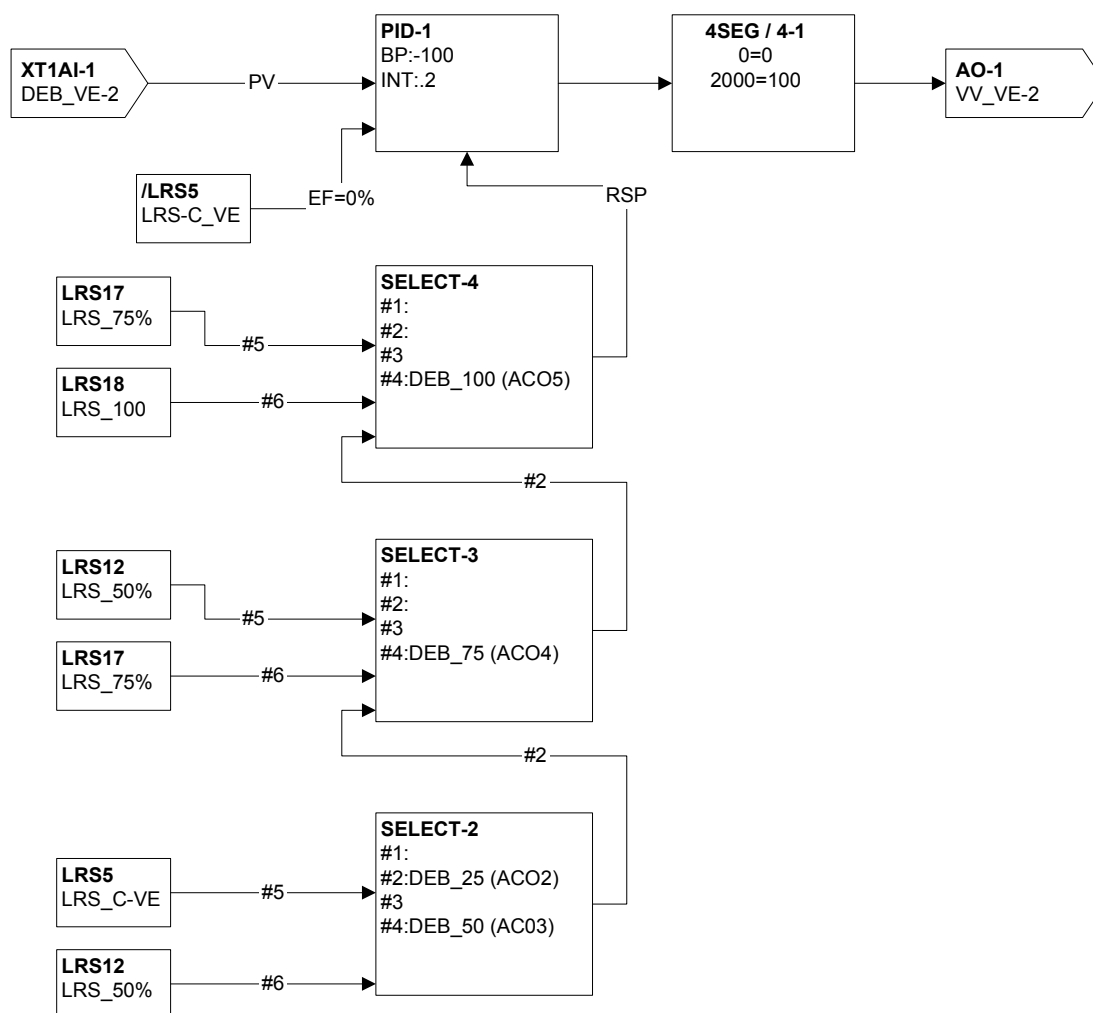 XT1AI-1
DEB_VE-2
PV
PID-1
BP:-100
INT:.2
4SEG / 4-1
0=0
2000=100
AO-1
VV_VE-2
/LRS5
LRS-C_VE
EF=0%
RSP
LRS17
LRS_75%
#5
LRS18
LRS_100
#6
SELECT-4
#1:
#2:
#3
#4:DEB_100 (ACO5)
#2
LRS12
LRS_50%
#5
LRS17
LRS_75%
#6
SELECT-3
#1:
#2:
#3
#4:DEB_75 (ACO4)
#2
LRS5
LRS_C-VE
#5
LRS12
LRS_50%
#6
SELECT-2
#1:
#2:DEB_25 (ACO2)
#3
#4:DEB_50 (AC03)